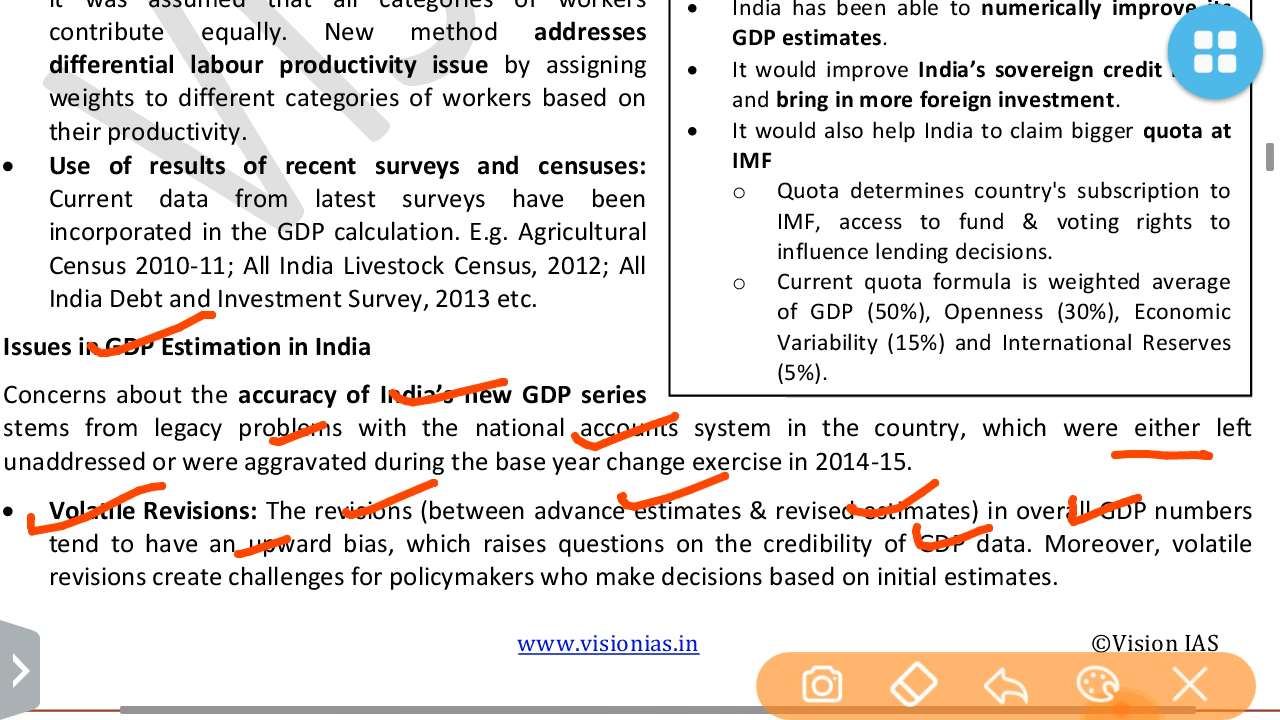 it was assumed that all categories of workers
contribute equally. New method addresses
differential labour productivity issue by assigning
weights to different categories of workers based on
their productivity.
• Use of results of recent surveys and censuses:
Current data from latest surveys have been
incorporated in the GDP calculation. E.g. Agricultural
Census 2010-11; All India Livestock Census, 2012; All
India Debt and Investment Survey, 2013 etc.
• India has been able to numerically improve its
GDP estimates.
• It would improve India's sovereign credit
and bring in more foreign investment.
• It would also help India to claim bigger quota at
IMF
o Quota determines country's subscription to
IMF, access to fund & voting rights to
influence lending decisions.
o Current quota formula is weighted average
of GDP (50%), Openness (30%), Economic
Variability (15%) and International Reserves
(5%).
Issues in GDP Estimation in India
Concerns about the accuracy of India's new GDP series
stems from legacy problems with the national accounts system in the country, which were either left
unaddressed or were aggravated during the base year change exercise in 2014-15.
• Volatile Revisions: The revisions (between advance estimates & revised estimates) in overall GDP numbers
tend to have an upward bias, which raises questions on the credibility of GDP data. Moreover, volatile
revisions create challenges for policymakers who make decisions based on initial estimates.
www.visionias.in
©Vision IAS